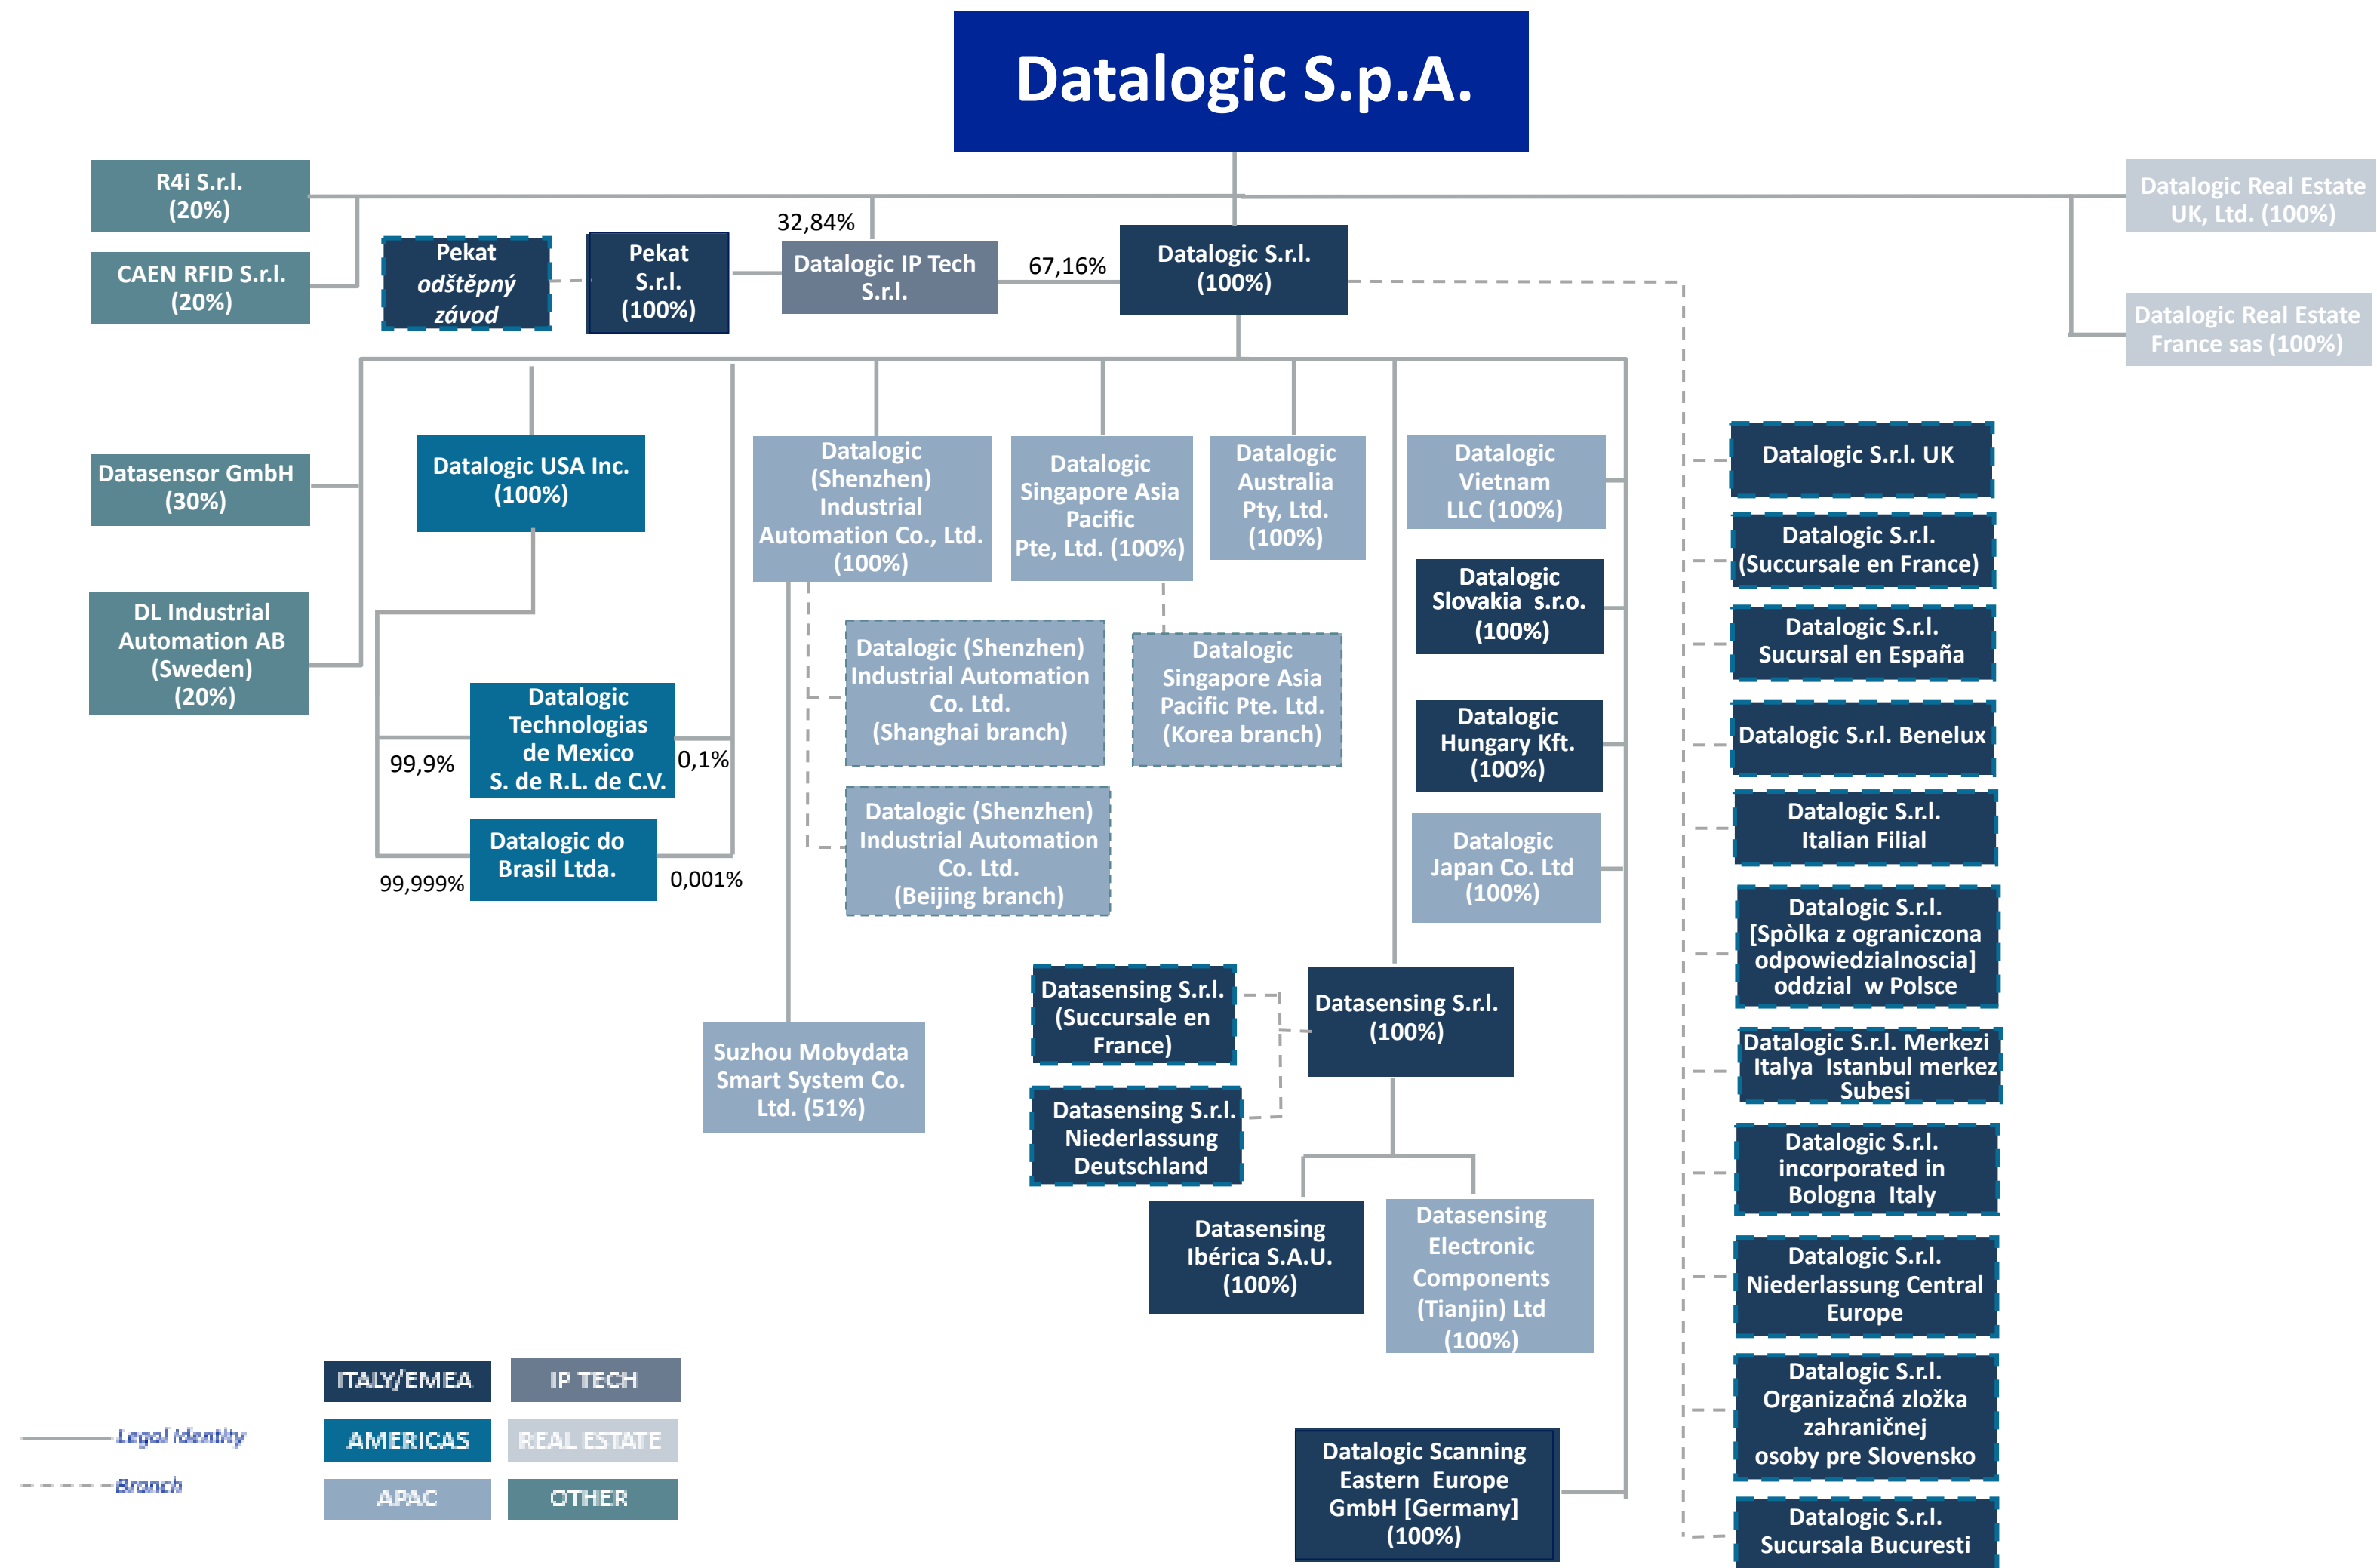 Datalogic S.p.A.
R4i S.r.l.
(20%)
CAEN RFID S.r.l.
(20%)
Pekat
odštěpný
závod
Pekat
S.r.l.
(100%)
32,84%
Datalogic IP Tech
S.r.l.
67,16%
Datalogic S.r.l.
(100%)
Datalogic Real Estate
UK, Ltd. (100%)
Datalogic Real Estate
France sas (100%)
Datasensor GmbH
(30%)
DL Industrial
Automation AB
(Sweden)
(20%)
Datalogic USA Inc.
(100%)
Datalogic
Technologias
de Mexico
S. de R.L. de C.V.
99,9%
0,1%
Datalogic do
Brasil Ltda.
99,999%
0,001%
Datalogic
(Shenzhen)
Industrial
Automation Co., Ltd.
(100%)
Datalogic (Shenzhen)
Industrial Automation
Co. Ltd.
(Shanghai branch)
Datalogic (Shenzhen)
Industrial Automation
Co. Ltd.
(Beijing branch)
Suzhou Mobydata
Smart System Co.
Ltd. (51%)
Datalogic
Singapore Asia
Pacific
Pte, Ltd. (100%)
Datalogic
Singapore Asia
Pacific Pte. Ltd.
(Korea branch)
Datalogic
Australia
Pty, Ltd.
(100%)
Datalogic
Vietnam
LLC (100%)
Datalogic
Slovakia s.r.o.
(100%)
Datalogic
Hungary Kft.
(100%)
Datalogic
Japan Co. Ltd
(100%)
Datasensing S.r.l.
(Succursale en
France)
Datasensing S.r.l.
Niederlassung
Deutschland
Datasensing S.r.l.
(100%)
Datasensing
Ibérica S.A.U.
(100%)
Datasensing
Electronic
Components
(Tianjin) Ltd
(100%)
Datalogic Scanning
Eastern Europe
GmbH [Germany]
(100%)
Datalogic S.r.l. UK
Datalogic S.r.l.
(Succursale en France)
Datalogic S.r.l.
Sucursal en España
Datalogic S.r.l. Benelux
Datalogic S.r.l.
Italian Filial
Datalogic S.r.l.
[Spòlka z ograniczona
odpowiedzialnoscia]
oddzial w Polsce
Datalogic S.r.l. Merkezi
Italya Istanbul merkez
Subesi
Datalogic S.r.l.
incorporated in
Bologna Italy
Datalogic S.r.l.
Niederlassung Central
Europe
Datalogic S.r.l.
Organizačná zložka
zahraničnej
osoby pre Slovensko
Datalogic S.r.l.
Sucursala Bucuresti
Legal Identity
Branch
ITALY/EMEA
IP TECH
AMERICAS
REAL ESTATE
APAC
OTHER